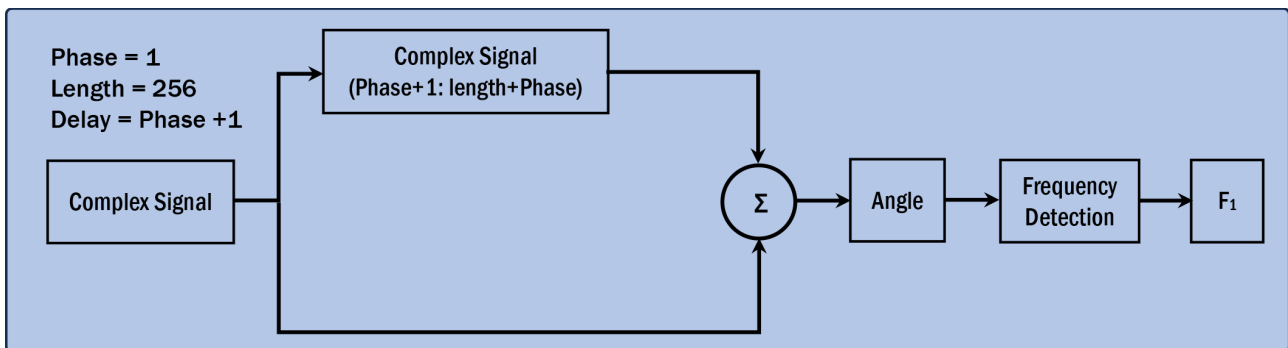 Phase = 1
Length = 256
Delay = Phase +1
Complex Signal
(Phase+1: length+Phase)
Complex Signal
Σ
Angle
Frequency
Detection
F₁